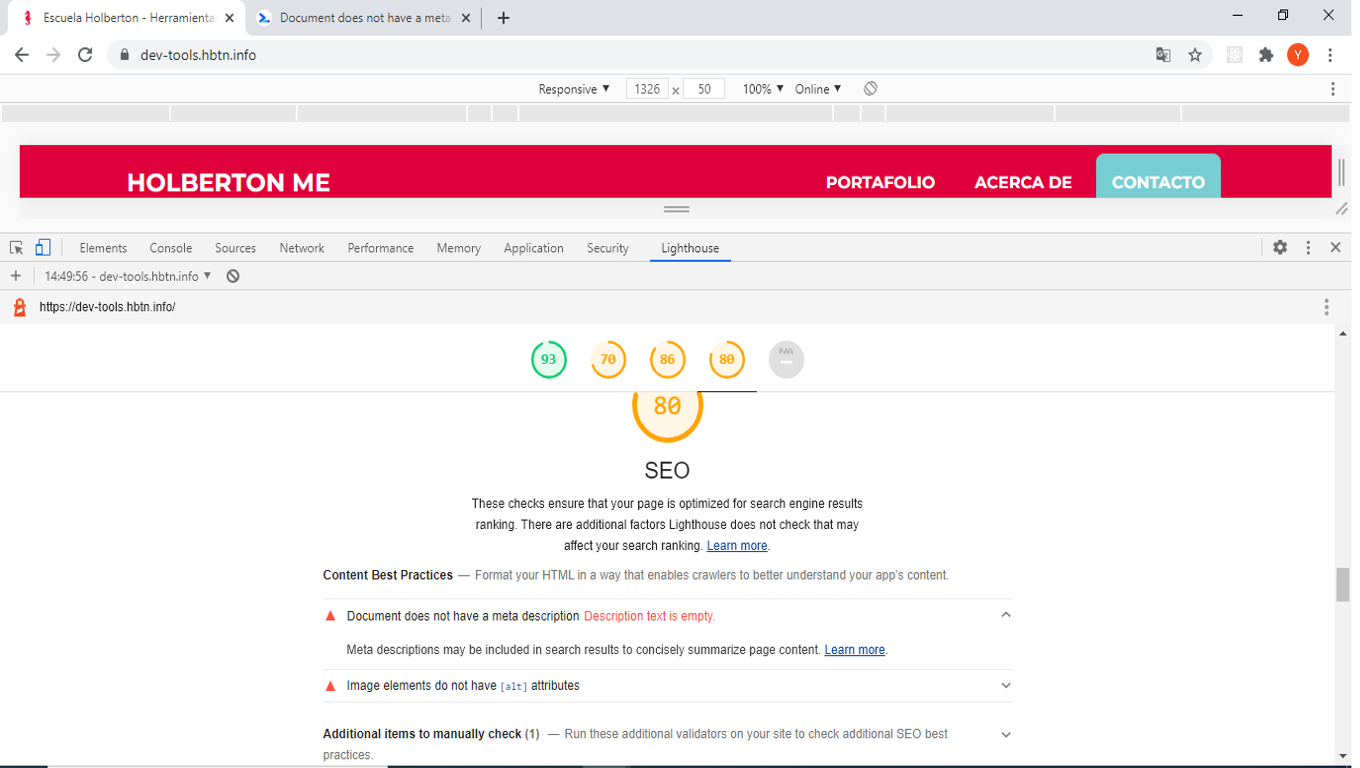 Escuela Holberton - Herramienta
Document does not have a meta
dev-tools.hbtn.info
Y
Responsive ▼ 1326 x 50 100% ▼ Online ▼
HOLBERTON ME PORTAFOLIO ACERCA DE CONTACTO
Elements Console Sources Network Performance Memory Application Security Lighthouse
14:49:56 - dev-tools.hbtn.info ▼
https://dev-tools.hbtn.info/
93 70 86 80
80
SEO
These checks ensure that your page is optimized for search engine results
ranking. There are additional factors Lighthouse does not check that may
affect your search ranking. Learn more.
Content Best Practices — Format your HTML in a way that enables crawlers to better understand your app's content.
Document does not have a meta description Description text is empty.
Meta descriptions may be included in search results to concisely summarize page content. Learn more.
Image elements do not have [alt] attributes
Additional items to manually check (1) — Run these additional validators on your site to check additional SEO best
practices.